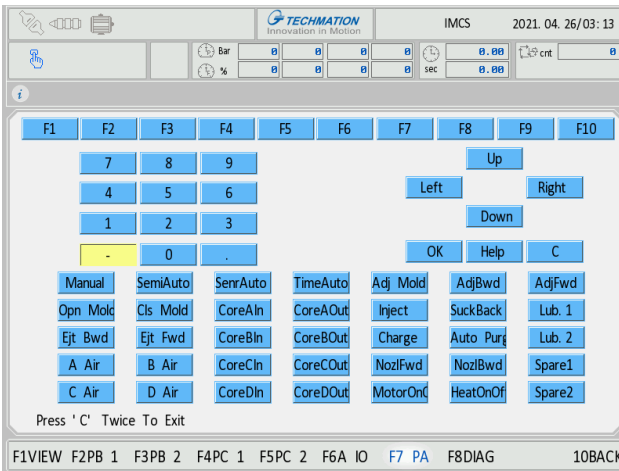 TECHMATION
Innovation in Motion
IMCS
2021. 04. 26/03: 13
Bar 0 0 0 0 0.00 cnt 0
% 0 0 0 0 sec 0.00
i
F1 F2 F3 F4 F5 F6 F7 F8 F9 F10
7 8 9 Up
4 5 6 Left Right
1 2 3 Down
- 0 . OK Help C
Manual SemiAuto SenrAuto TimeAuto Adj Mold AdjBwd AdjFwd
Opn Mold Cls Mold CoreAIn CoreAOut Inject SuckBack Lub. 1
Ejt Bwd Ejt Fwd CoreBIn CoreBOut Charge Auto Purg Lub. 2
A Air B Air CoreCIn CoreCOut NozlFwd NozlBwd Spare1
C Air D Air CoreDIn CoreDOut MotorOnO HeatOnOf Spare2
Press 'C' Twice To Exit
F1VIEW F2PB 1 F3PB 2 F4PC 1 F5PC 2 F6A IO F7 PA F8DIAG 10BACK